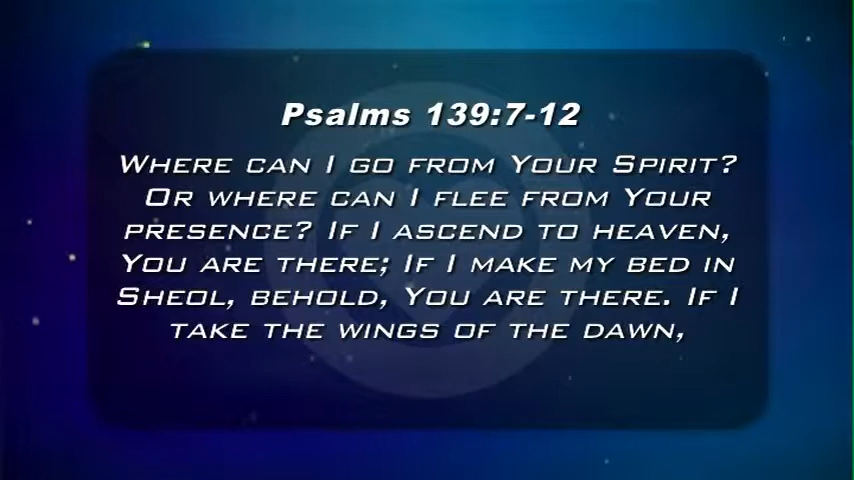 Psalms 139:7-12
Where can I go from Your Spirit?
Or where can I flee from Your
presence? If I ascend to heaven,
You are there; If I make my bed in
Sheol, behold, You are there. If I
take the wings of the dawn,